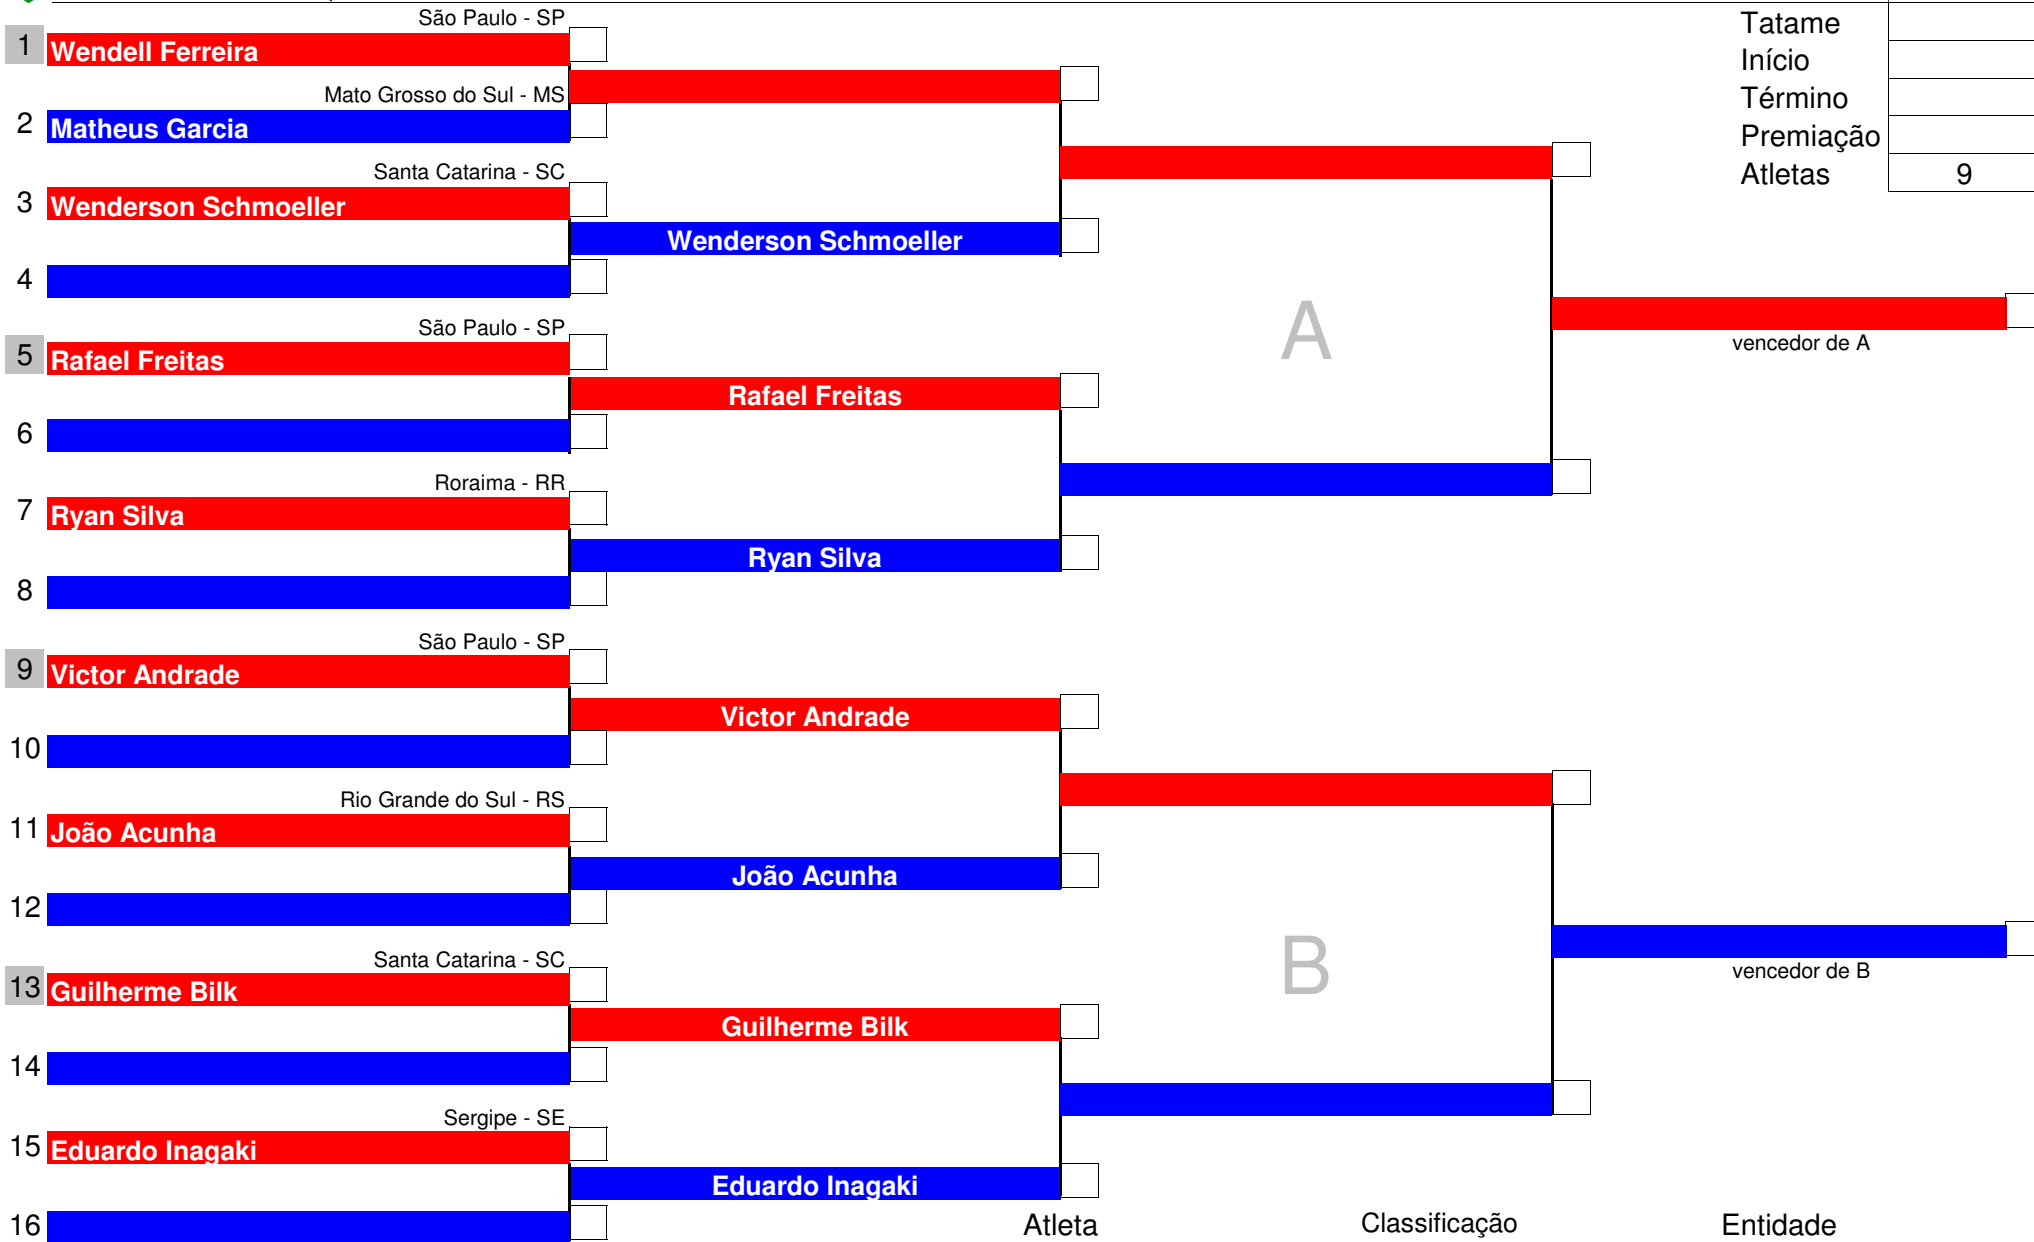 São Paulo - SP
1 Wendell Ferreira
Mato Grosso do Sul - MS
2 Matheus Garcia
Santa Catarina - SC
3 Wenderson Schmoeller
Wenderson Schmoeller
4
São Paulo - SP
5 Rafael Freitas
Rafael Freitas
6
Roraima - RR
7 Ryan Silva
Ryan Silva
8
São Paulo - SP
9 Victor Andrade
Victor Andrade
10
Rio Grande do Sul - RS
11 João Acunha
João Acunha
12
Santa Catarina - SC
13 Guilherme Bilk
Guilherme Bilk
14
Sergipe - SE
15 Eduardo Inagaki
Eduardo Inagaki
16
A
vencedor de A
B
vencedor de B
Tatame
Início
Término
Premiação
Atletas 9
Atleta Classificação Entidade